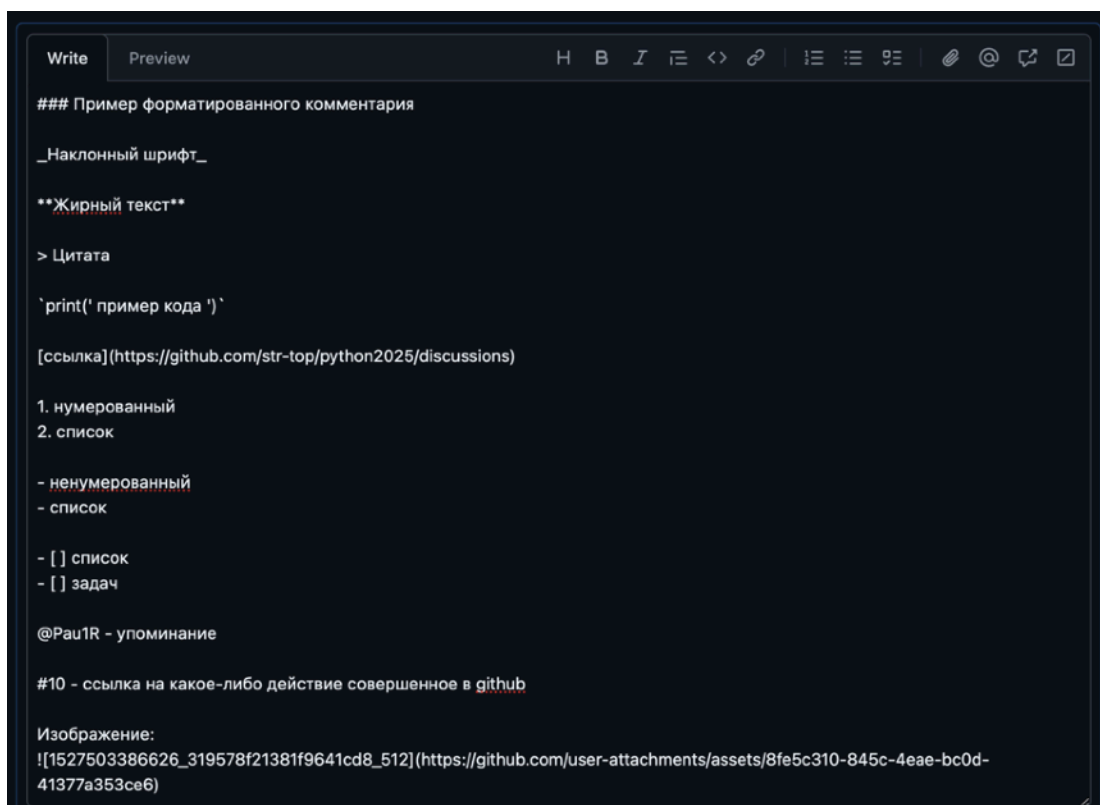 Write Preview
### Пример форматированного комментария
_Наклонный шрифт_
**Жирный текст**
> Цитата
`print(' пример кода ')`
[ссылка](https://github.com/str-top/python2025/discussions)
1. нумерованный
2. список
- ненумерованный
- список
- [ ] список
- [ ] задач
@Pau1R - упоминание
#10 - ссылка на какое-либо действие совершенное в github
Изображение:
![1527503386626_319578f21381f9641cd8_512](https://github.com/user-attachments/assets/8fe5c310-845c-4eae-bc0d-
41377a353ce6)